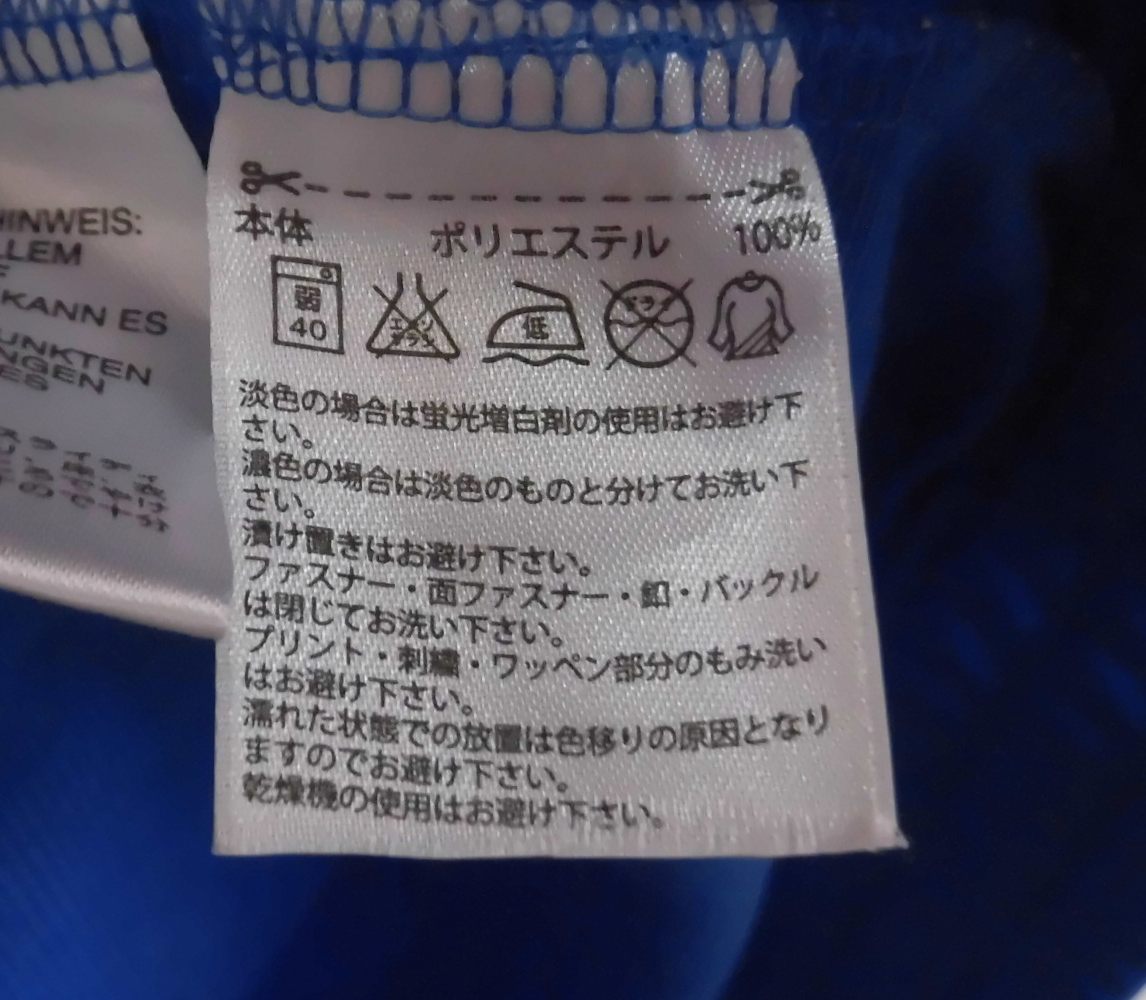 HINWEIS:
LLEM
KANN ES
UNKTEN
NGEN
ES
本体 ポリエステル 100%
弱
40
エンソ
サラシ
低
ドライ
淡色の場合は蛍光増白剤の使用はお避け下
さい。
濃色の場合は淡色のものと分けてお洗い下
さい。
漬け置きはお避け下さい。
ファスナー・面ファスナー・釦・バックル
は閉じてお洗い下さい。
プリント・刺繍・ワッペン部分のもみ洗い
はお避け下さい。
濡れた状態での放置は色移りの原因となり
ますのでお避け下さい。
乾燥機の使用はお避け下さい。